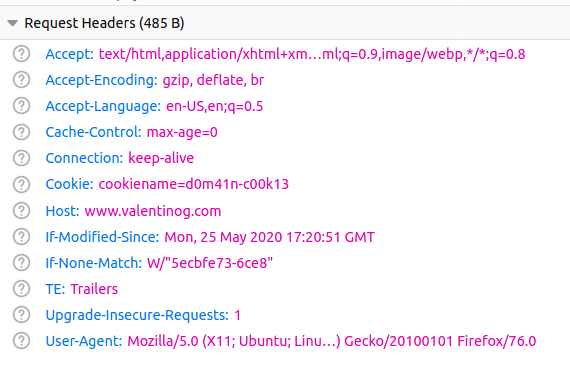 Request Headers (485 B)
Accept: text/html,application/xhtml+xm…ml;q=0.9,image/webp,*/*;q=0.8
Accept-Encoding: gzip, deflate, br
Accept-Language: en-US,en;q=0.5
Cache-Control: max-age=0
Connection: keep-alive
Cookie: cookiename=d0m41n-c00k13
Host: www.valentinog.com
If-Modified-Since: Mon, 25 May 2020 17:20:51 GMT
If-None-Match: W/"5ecbfe73-6ce8"
TE: Trailers
Upgrade-Insecure-Requests: 1
User-Agent: Mozilla/5.0 (X11; Ubuntu; Linu…) Gecko/20100101 Firefox/76.0